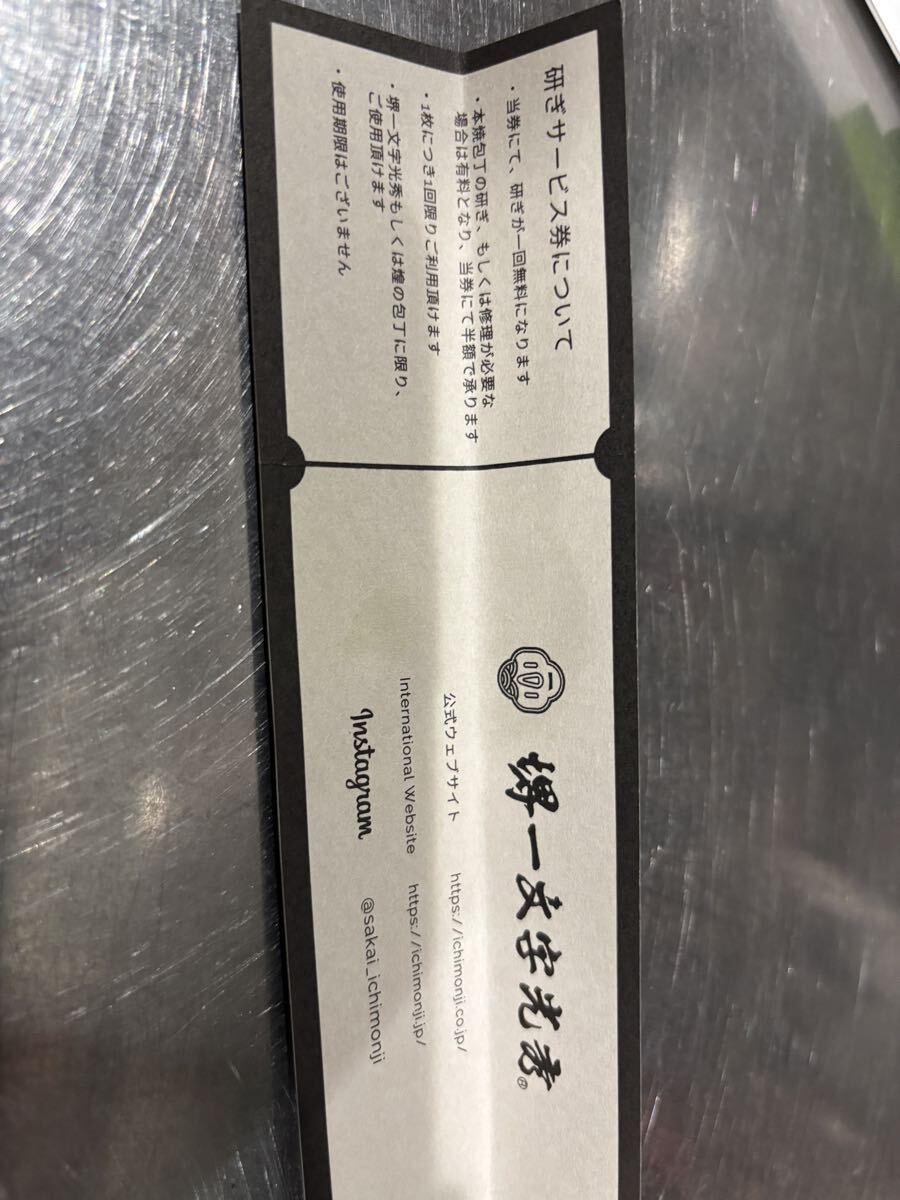 研ぎサービス券について
・当券にて、研ぎが一回無料になります
・本焼包丁の研ぎ、もしくは修理が必要な
場合は有料となり、当券にて半額で承ります
・1枚につき1回限りご利用頂けます
・堺一文字光秀もしくは煌の包丁に限り、
ご使用頂けます
・使用期限はございません
堺一文字光秀®
公式ウェブサイト https://ichimonji.co.jp/
International Website https://ichimonji.jp/
Instagram @sakai_ichimonji